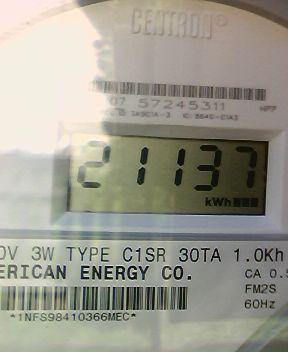 CENTRON®
07 57245311
21137
kWh
0V 3W TYPE C1SR 30TA 1.0Kh
ERICAN ENERGY CO.
CA 0.5
FM2S
60Hz
*1NFS98410366MEC*